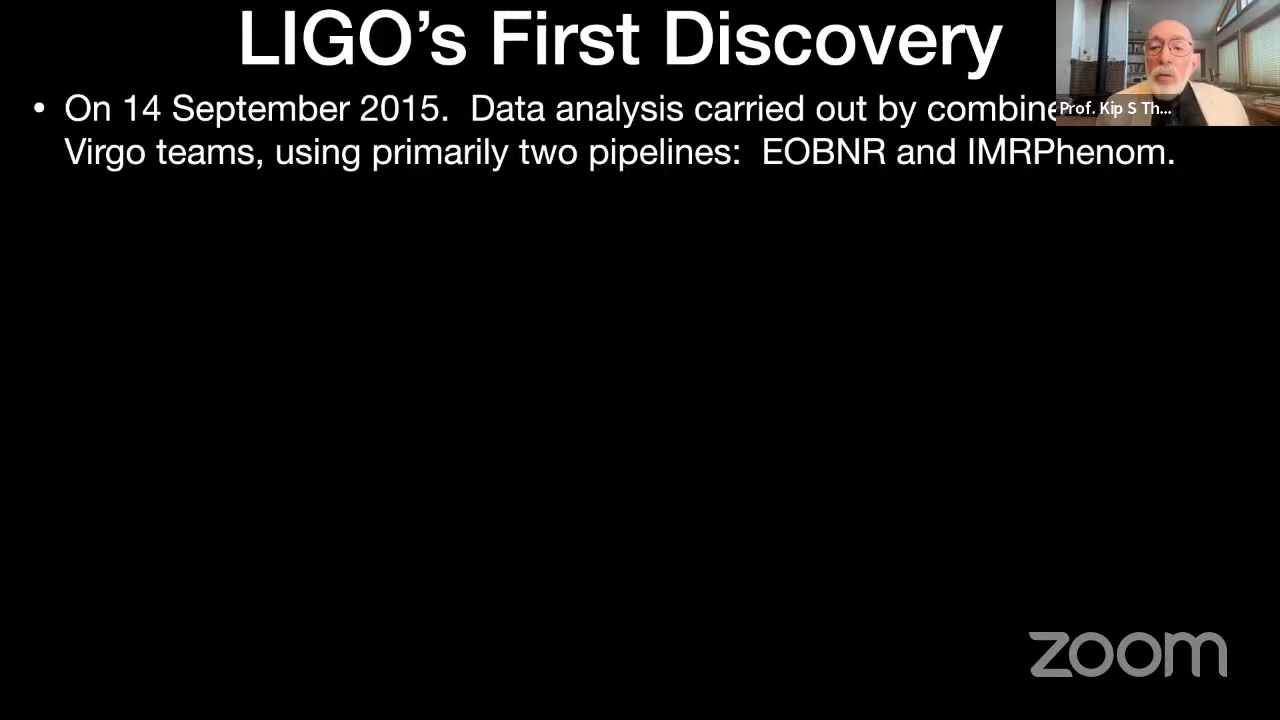 LIGO’s First Discovery
• On 14 September 2015.  Data analysis carried out by combine
Prof. Kip S Th...
Virgo teams, using primarily two pipelines:  EOBNR and IMRPhenom.
zoom